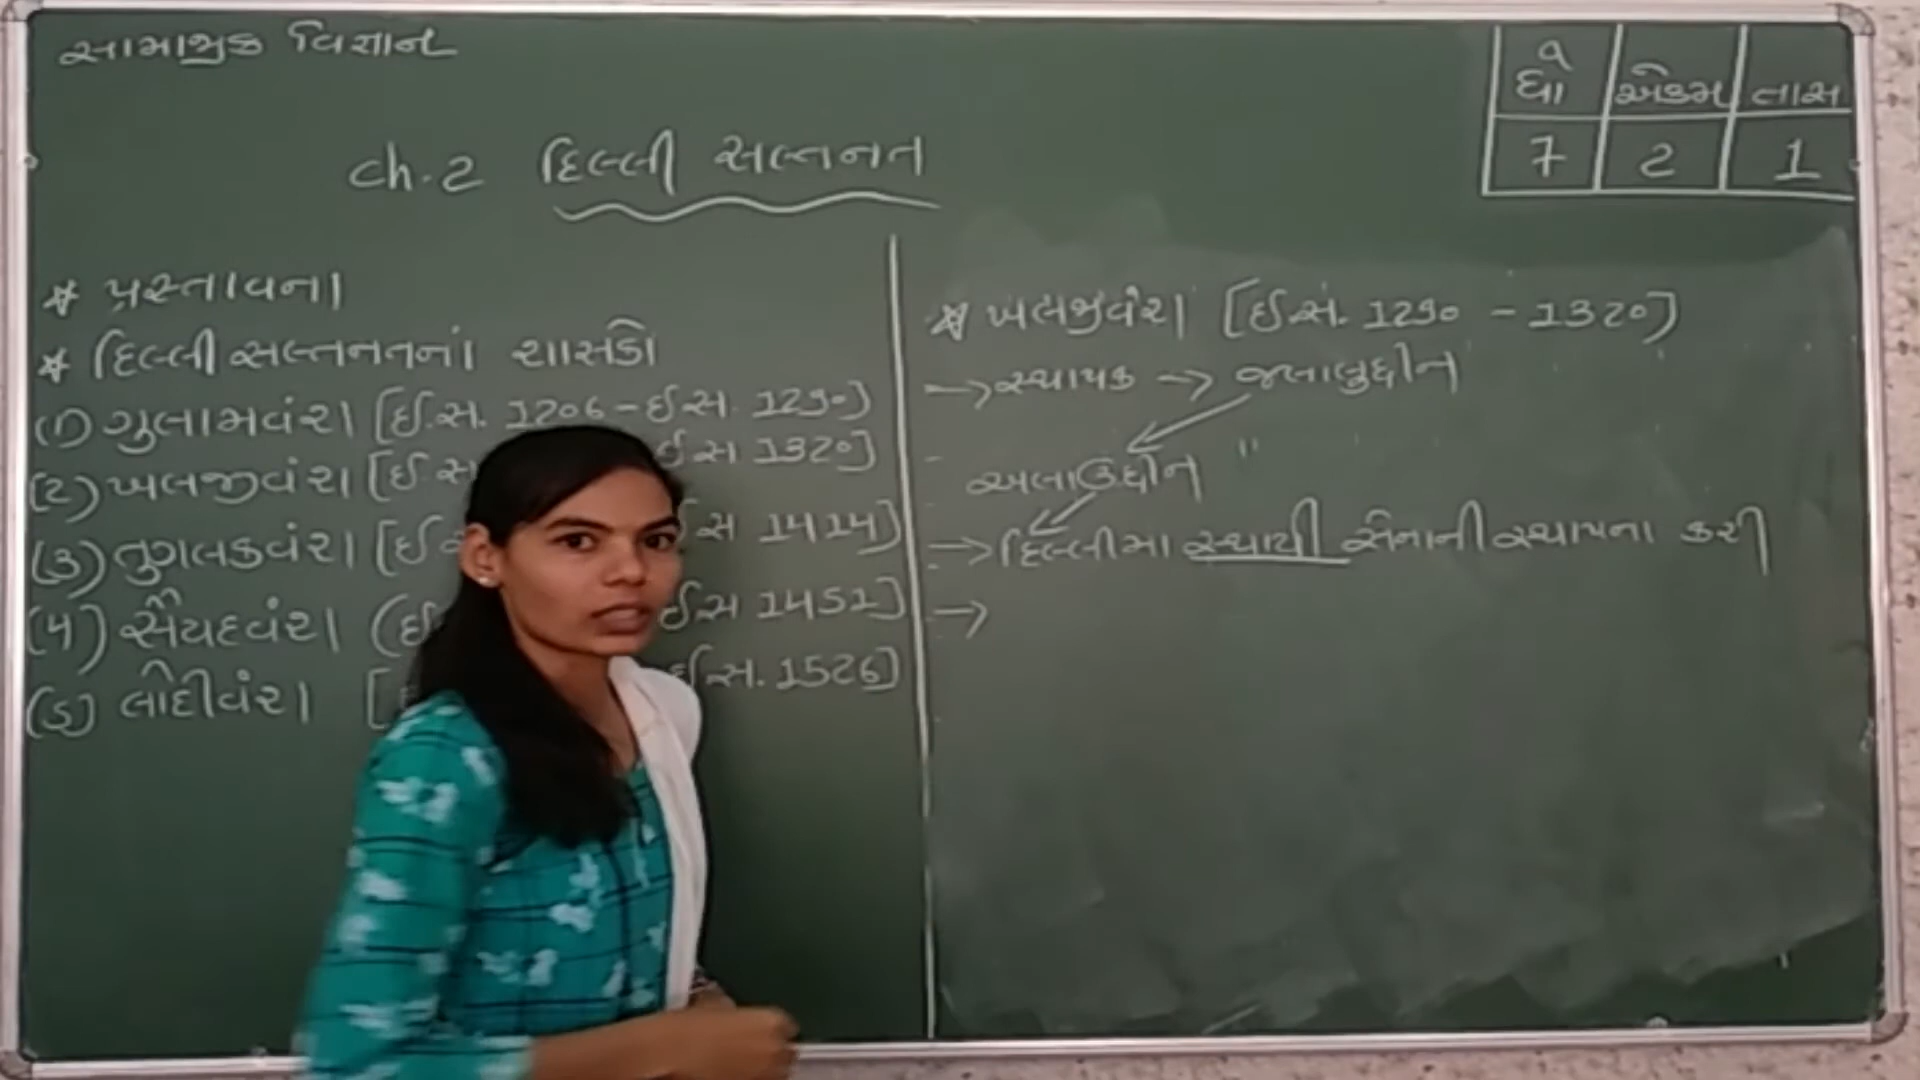 સામાજીક વિજ્ઞાન
ધો૧ એકમ તાસ
7 2 1
ch.2 દિલ્લી સલ્તનત
* પ્રસ્તાવના
* દિલ્લી સલ્તનતનાં શાસકો
(1) ગુલામવંશ [ઈ.સ. 1206 - ઈ.સ. 1290]
(2) ખલજીવંશ [ઈ.સ ઈ.સ 1320]
(3) તુગલકવંશ [ઈ ઈ.સ 1414]
(4) સૈયદવંશ (ઈ ઈ.સ 1451]
(5) લોદીવંશ [ ઈ.સ. 1526]
* ખલજીવંશ [ઈ.સ. 1290 - 1320]
→ સ્થાપક → જલાલુદ્દીન
અલાઉદ્દીન "
→ દિલ્લીમા સ્થાયી સેનાની સ્થાપના કરી
→